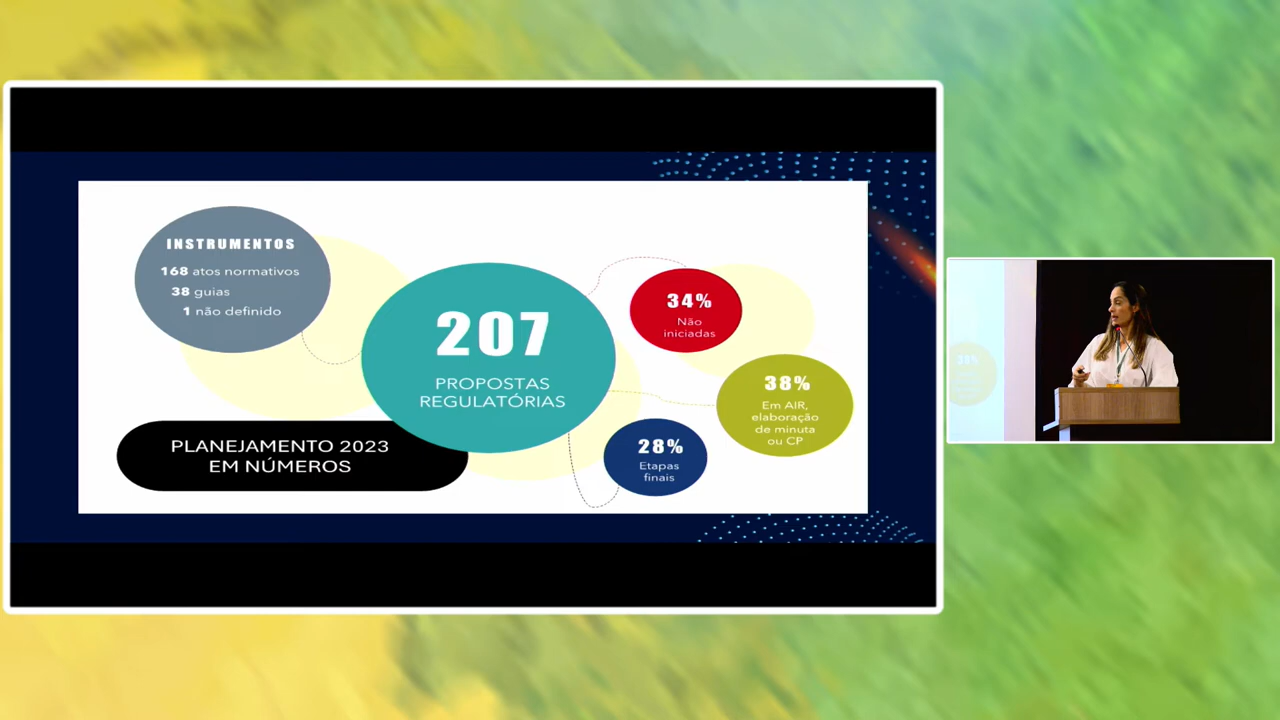 INSTRUMENTOS
168 atos normativos
38 guias
1 não definido
207
PROPOSTAS
REGULATÓRIAS
PLANEJAMENTO 2023
EM NÚMEROS
34%
Não
iniciadas
38%
Em AIR,
elaboração
de minuta
ou CP
28%
Etapas
finais
38%